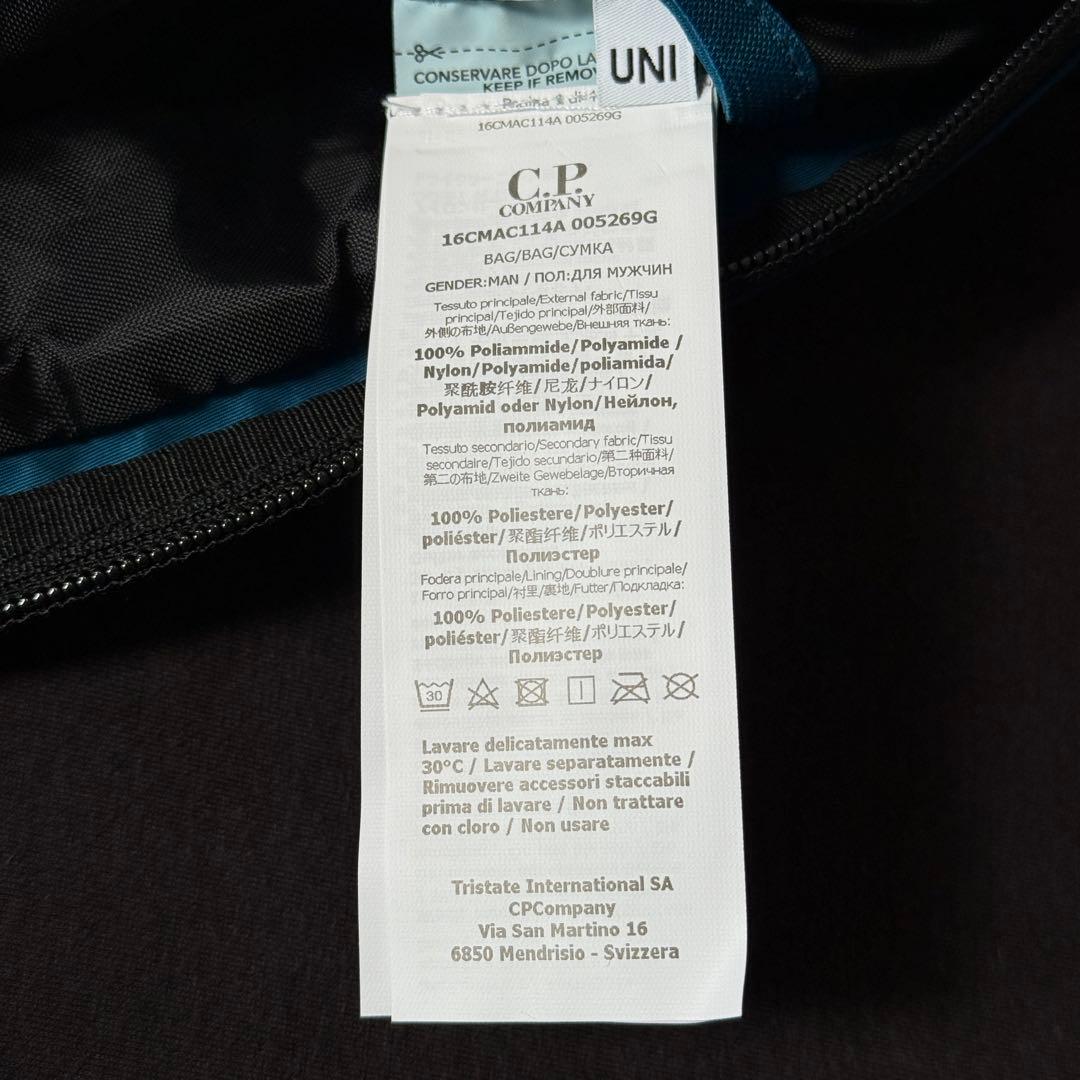 CONSERVARE DOPO LA
KEEP IF REMOV
UNI
16CMAC114A 005269G
C.P.
COMPANY
16CMAC114A 005269G
BAG/BAG/СУМКА
GENDER:MAN / ПОЛ:ДЛЯ МУЖЧИН
Tessuto principale/External fabric/Tissu
principal/Tejido principal/外部面料/
外側の布地/Außengewebe/Внешняя ткань:
100% Poliammide/Polyamide /
Nylon/Polyamide/poliamida/
聚酰胺纤维/尼龙/ナイロン/
Polyamid oder Nylon/Нейлон,
полиамид
Tessuto secondario/Secondary fabric/Tissu
secondaire/Tejido secundario/第二种面料/
第二の布地/Zweite Gewebelage/Вторичная
ткань:
100% Poliestere/Polyester/
poliéster/聚酯纤维/ポリエステル/
Полиэстер
Fodera principale/Lining/Doublure principale/
Forro principal/衬里/裏地/Futter/Подкладка:
100% Poliestere/Polyester/
poliéster/聚酯纤维/ポリエステル/
Полиэстер
30
Lavare delicatamente max
30°C / Lavare separatamente /
Rimuovere accessori staccabili
prima di lavare / Non trattare
con cloro / Non usare
Tristate International SA
CPCompany
Via San Martino 16
6850 Mendrisio - Svizzera